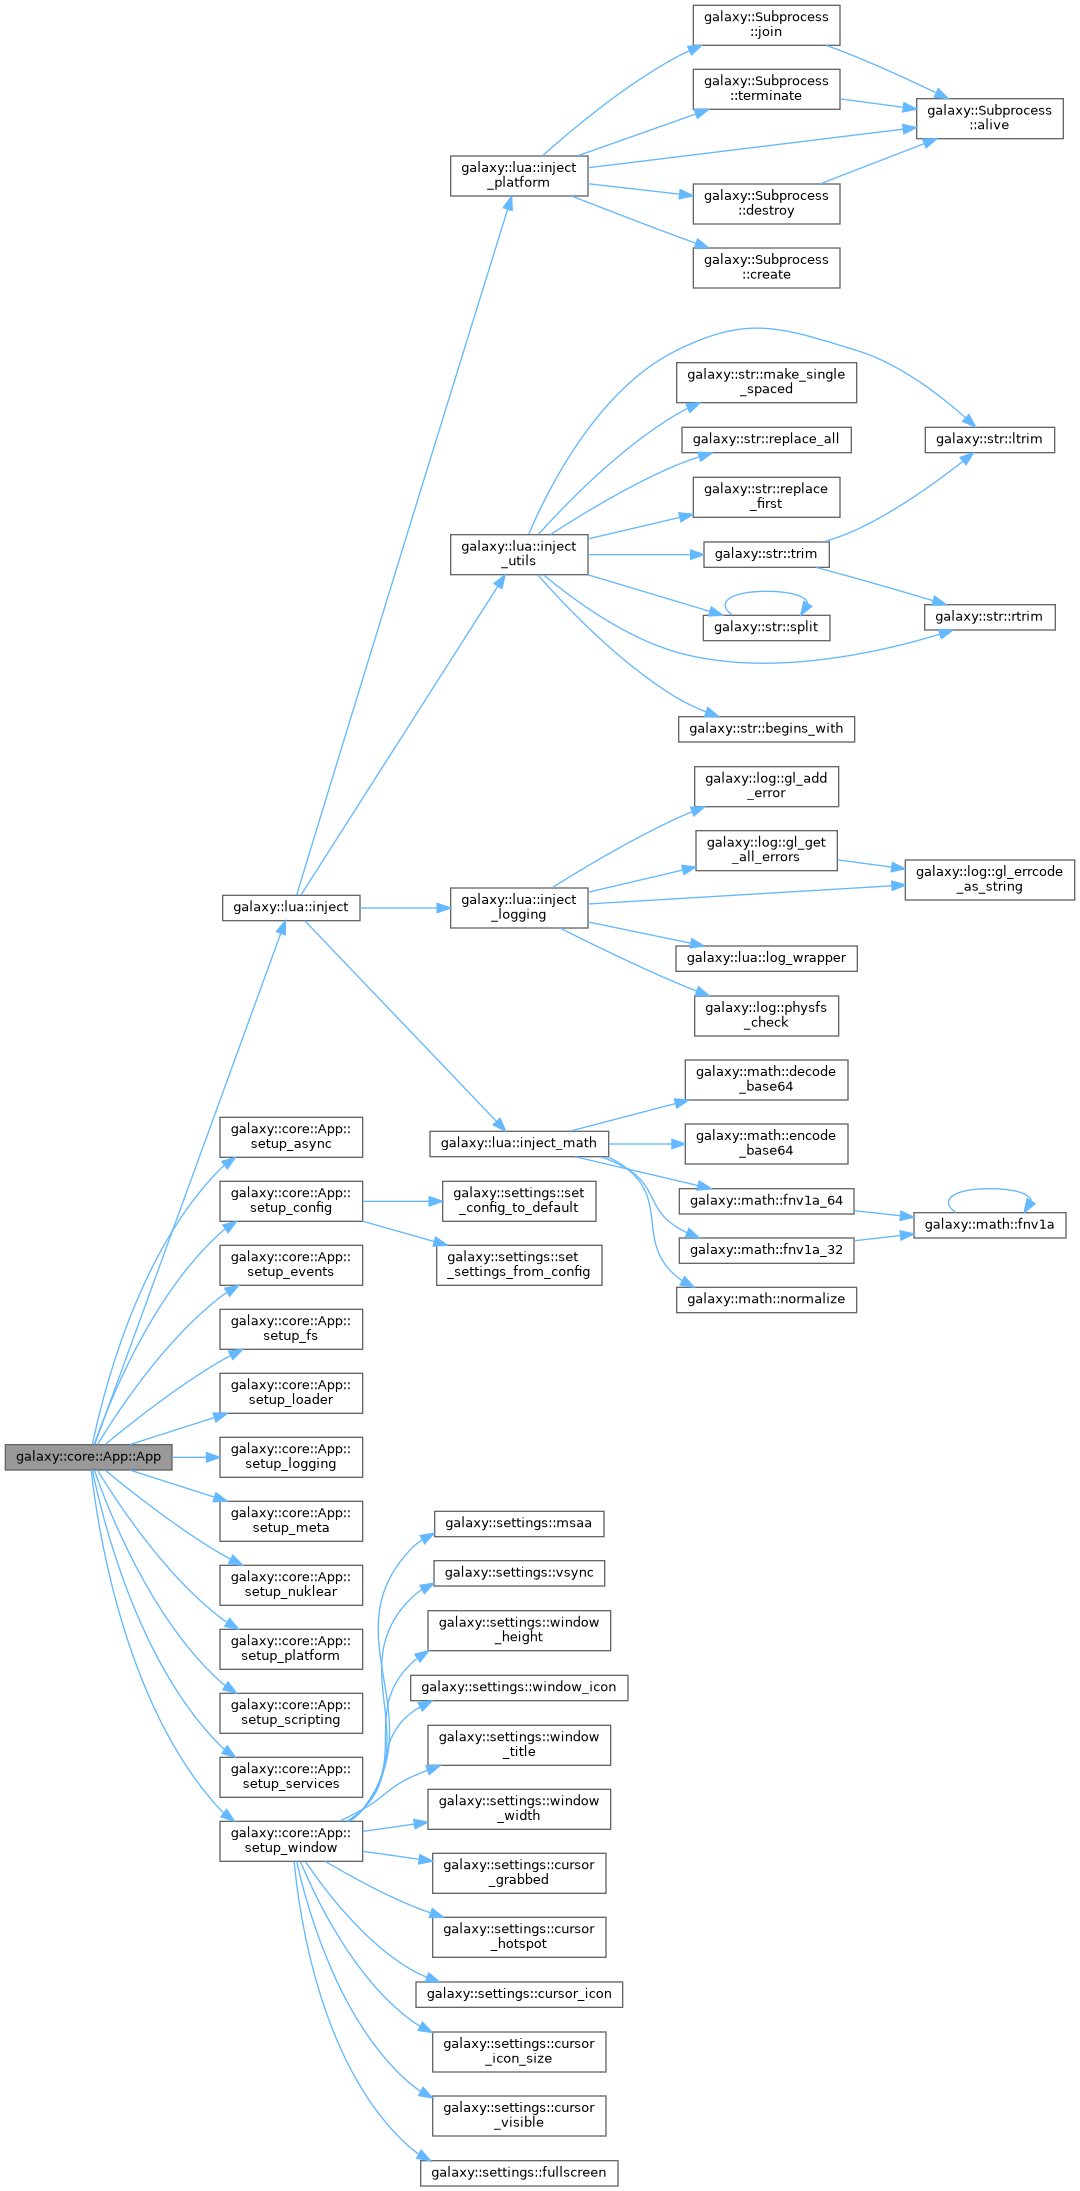 galaxy::Subprocess
::join
galaxy::Subprocess
::terminate
galaxy::Subprocess
::alive
galaxy::lua::inject
_platform
galaxy::Subprocess
::destroy
galaxy::Subprocess
::create
galaxy::str::make_single
_spaced
galaxy::str::replace_all
galaxy::str::ltrim
galaxy::str::replace
_first
galaxy::lua::inject
_utils
galaxy::str::trim
galaxy::str::split
galaxy::str::rtrim
galaxy::str::begins_with
galaxy::log::gl_add
_error
galaxy::log::gl_get
_all_errors
galaxy::log::gl_errcode
_as_string
galaxy::lua::inject
galaxy::lua::inject
_logging
galaxy::lua::log_wrapper
galaxy::log::physfs
_check
galaxy::math::decode
_base64
galaxy::core::App::
setup_async
galaxy::lua::inject_math
galaxy::math::encode
_base64
galaxy::core::App::
setup_config
galaxy::settings::set
_config_to_default
galaxy::math::fnv1a_64
galaxy::math::fnv1a
galaxy::core::App::
setup_events
galaxy::settings::set
_settings_from_config
galaxy::math::fnv1a_32
galaxy::math::normalize
galaxy::core::App::
setup_fs
galaxy::core::App::
setup_loader
galaxy::core::App::App
galaxy::core::App::
setup_logging
galaxy::core::App::
setup_meta
galaxy::settings::msaa
galaxy::core::App::
setup_nuklear
galaxy::settings::vsync
galaxy::core::App::
setup_platform
galaxy::settings::window
_height
galaxy::core::App::
setup_scripting
galaxy::settings::window_icon
galaxy::core::App::
setup_services
galaxy::settings::window
_title
galaxy::core::App::
setup_window
galaxy::settings::window
_width
galaxy::settings::cursor
_grabbed
galaxy::settings::cursor
_hotspot
galaxy::settings::cursor_icon
galaxy::settings::cursor
_icon_size
galaxy::settings::cursor
_visible
galaxy::settings::fullscreen